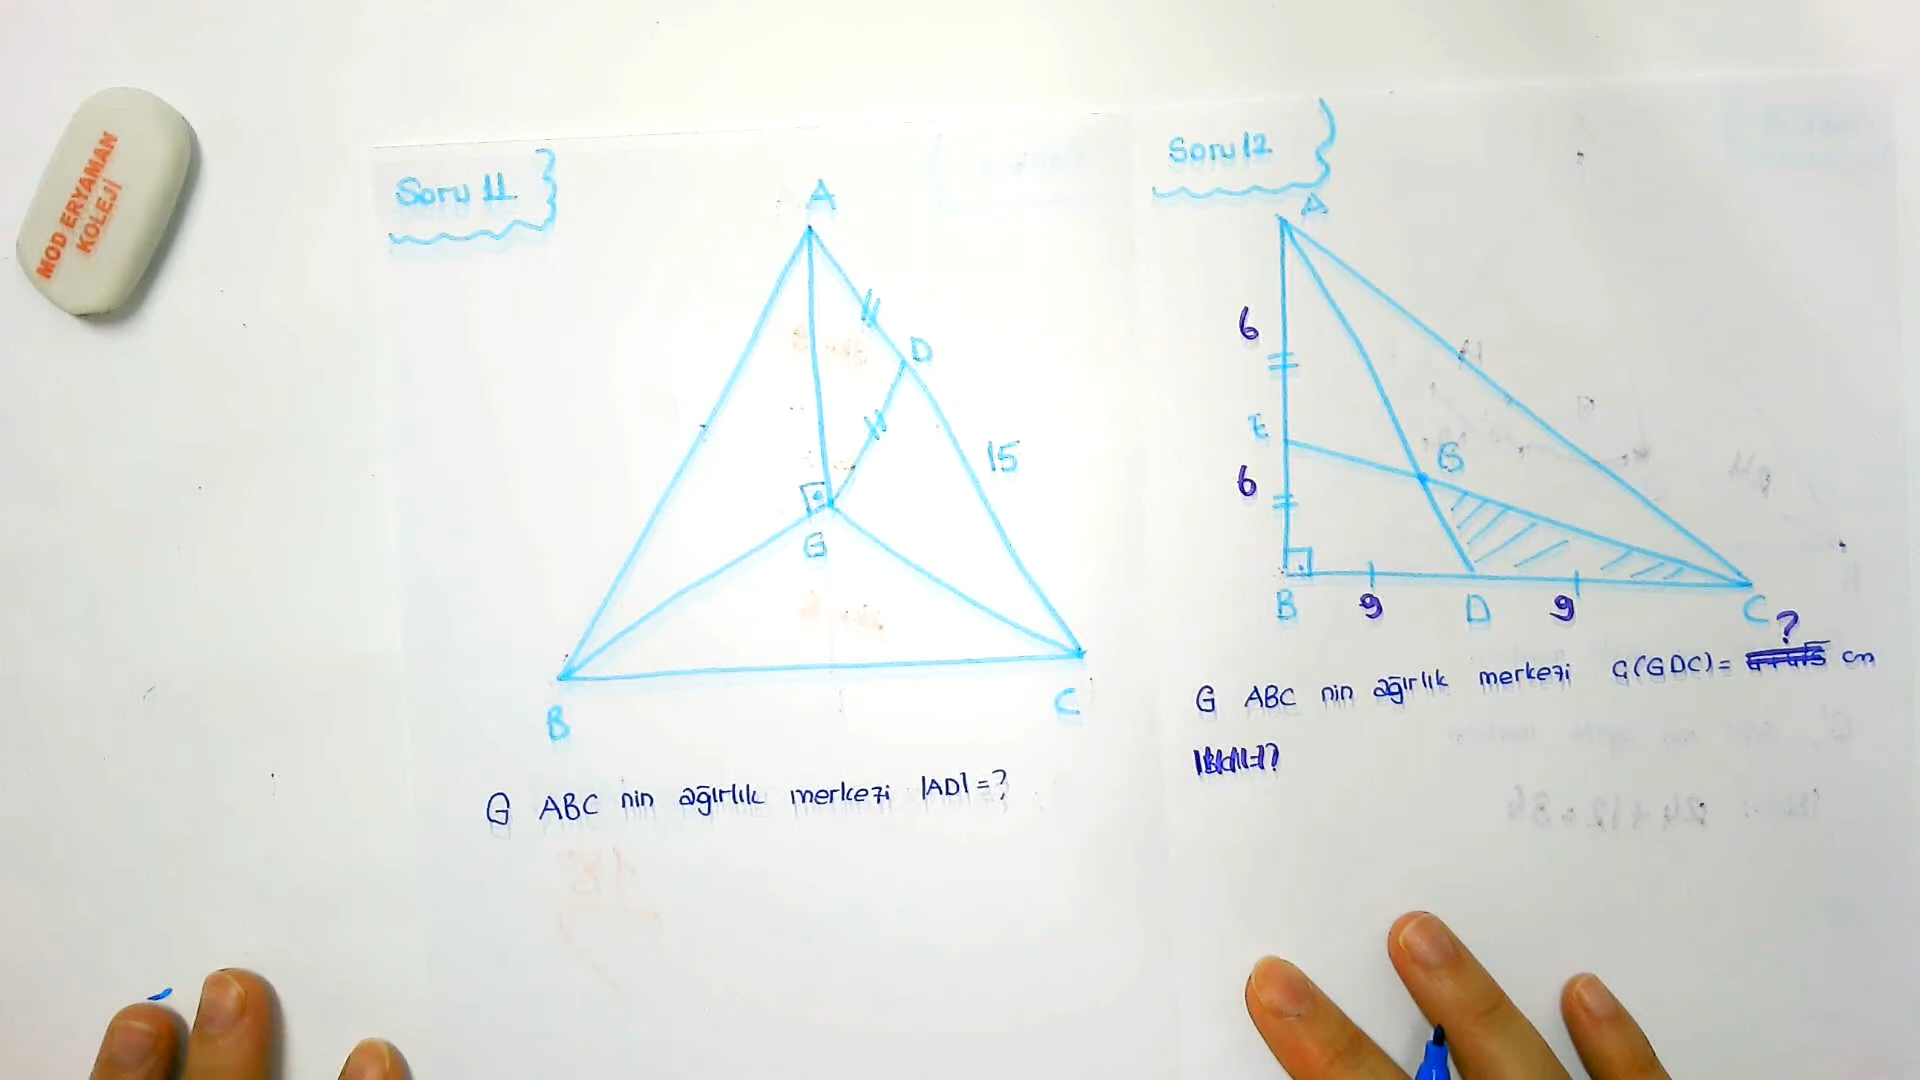 MOD ERYAMAN
KOLEJİ
Soru 11
A
D
15
G
B
C
G ABC nin ağırlık merkezi |AD|=?
Soru 12
A
6
E
G
6
B
9
D
9
C
?
G ABC nin ağırlık merkezi Ç(GDC)= cm